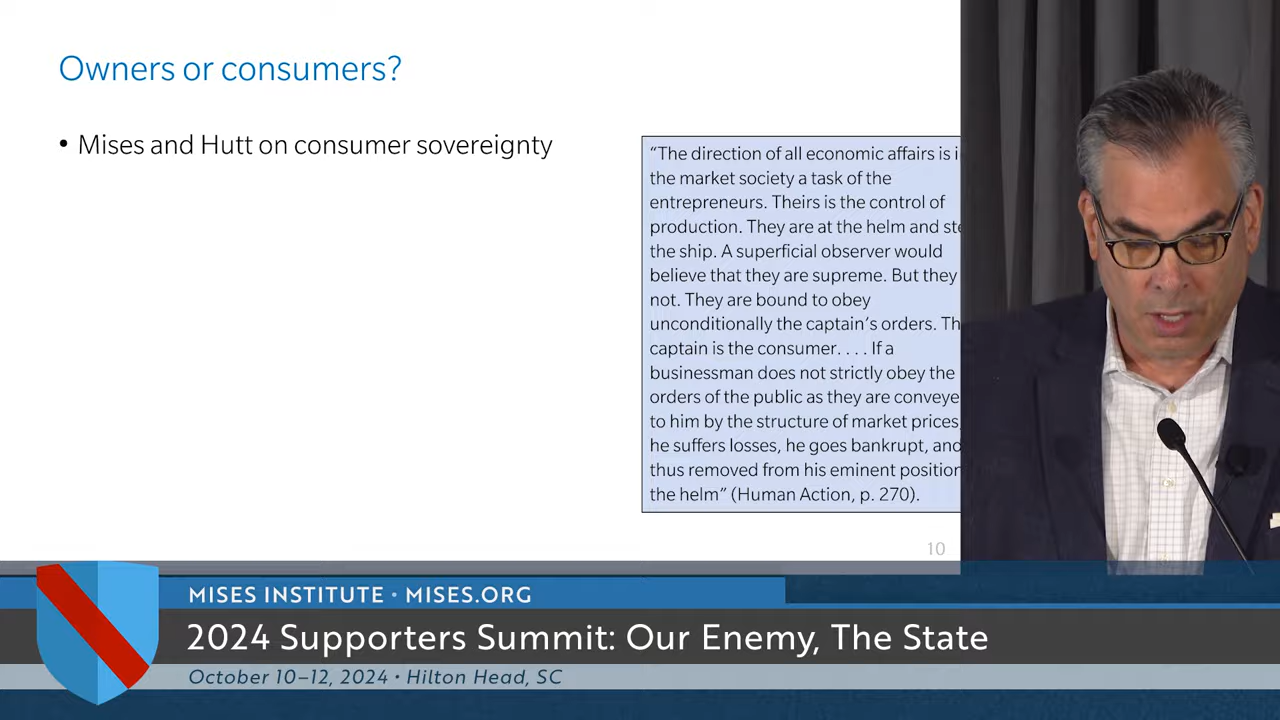 Owners or consumers?
• Mises and Hutt on consumer sovereignty
“The direction of all economic affairs is i
the market society a task of the
entrepreneurs. Theirs is the control of
production. They are at the helm and ste
the ship. A superficial observer would
believe that they are supreme. But they
not. They are bound to obey
unconditionally the captain’s orders. Th
captain is the consumer. . . . If a
businessman does not strictly obey the
orders of the public as they are conveye
to him by the structure of market prices,
he suffers losses, he goes bankrupt, and
thus removed from his eminent position
the helm” (Human Action, p. 270).
10
MISES INSTITUTE • MISES.ORG
2024 Supporters Summit: Our Enemy, The State
October 10–12, 2024 • Hilton Head, SC